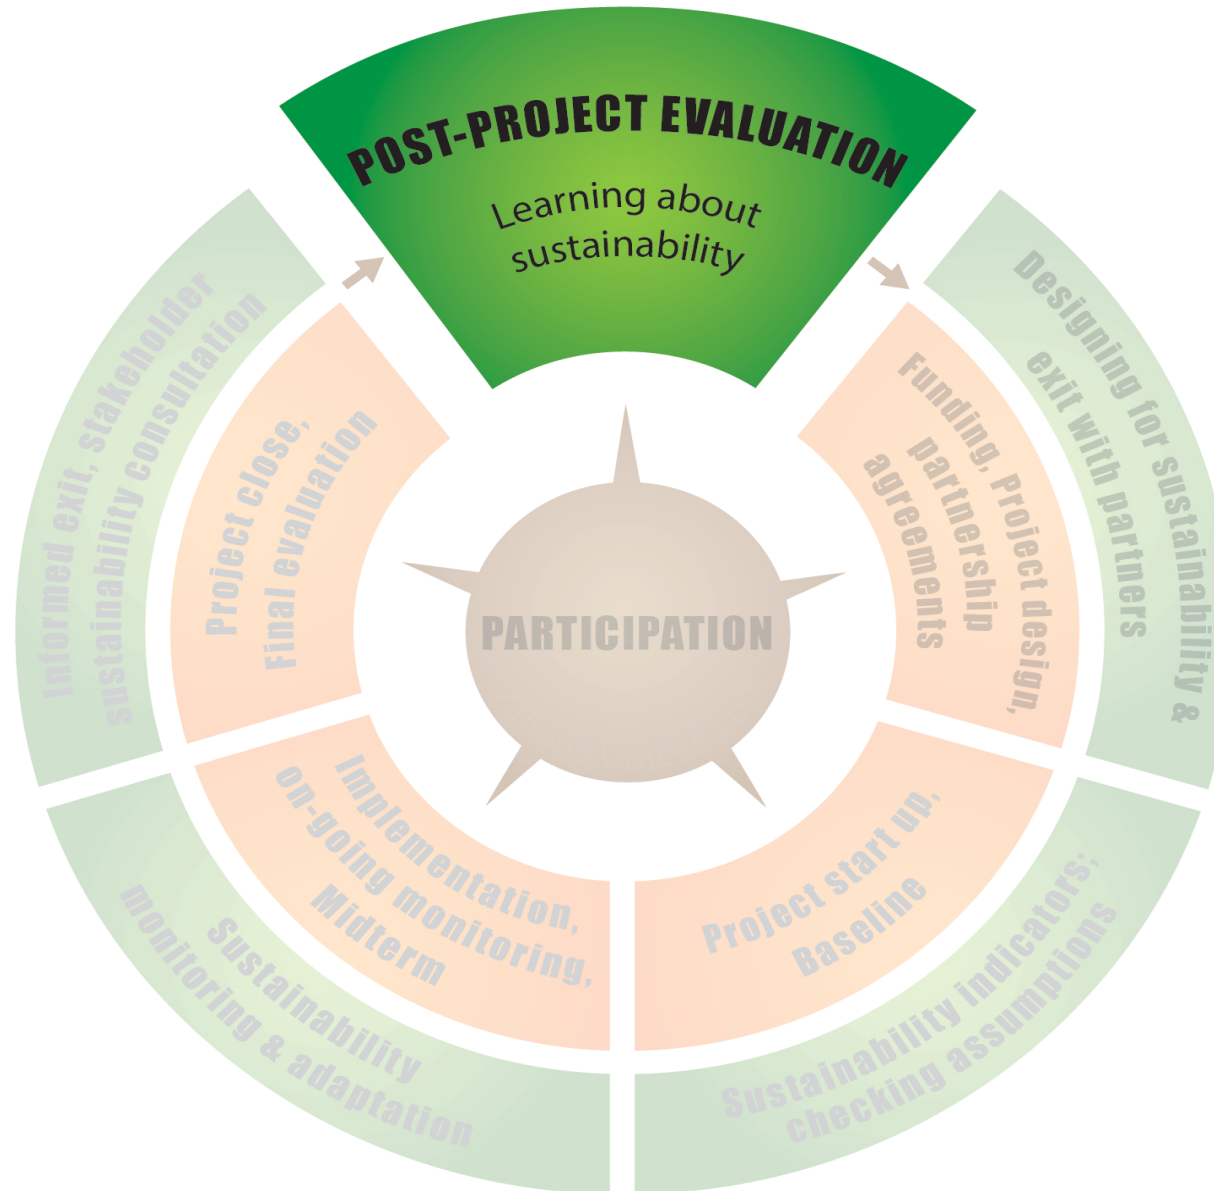 POST-PROJECT EVALUATION
Learning about
sustainability
Designing for sustainability &
exit with partners
Funding, Project design,
partnership
agreements
Project start up,
Baseline
Sustainability indicators;
checking assumptions
Implementation,
on-going monitoring,
Midterm
Sustainability
monitoring & adaptation
Project close,
Final evaluation
Informed exit, stakeholder
sustainability consultation
PARTICIPATION